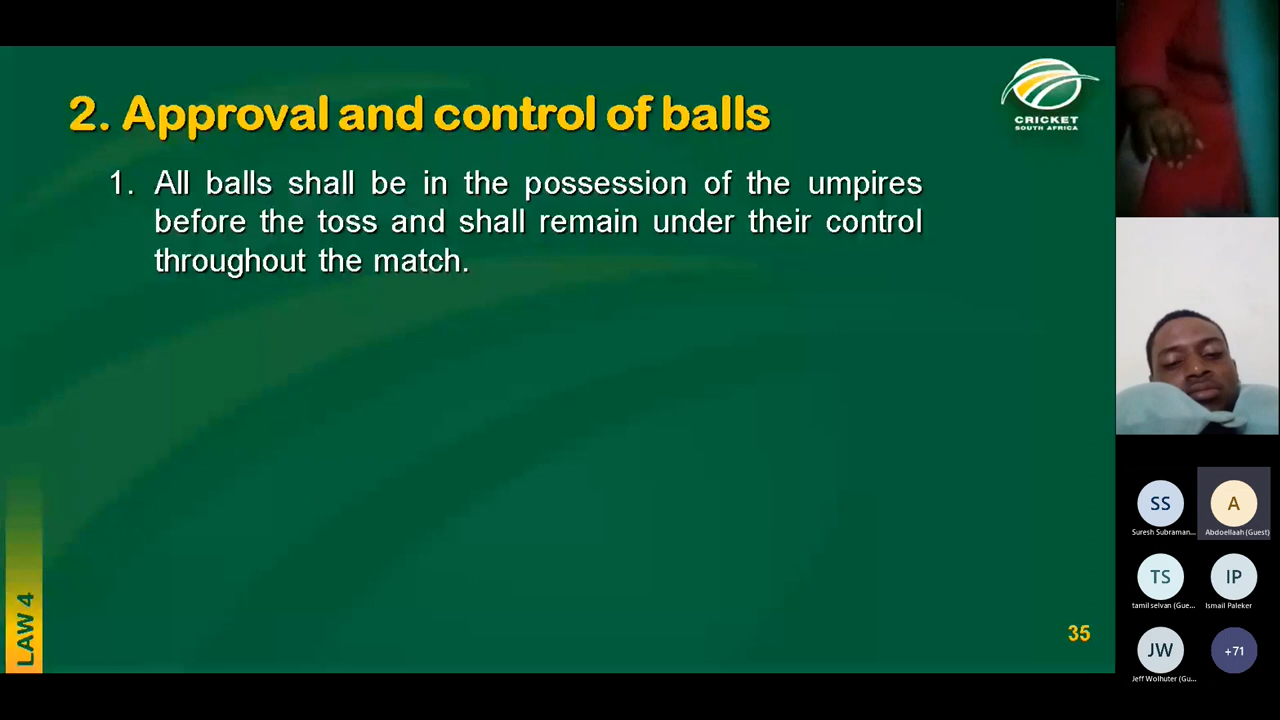 2. Approval and control of balls
CRICKET
SOUTH AFRICA
1. All balls shall be in the possession of the umpires
before the toss and shall remain under their control
throughout the match.
LAW 4
35
SS
Suresh Subraman...
A
Abdoellaah (Guest)
TS
tamil selvan (Gue...
IP
Ismail Paleker
JW
Jeff Wolhuter (Gu...
+71